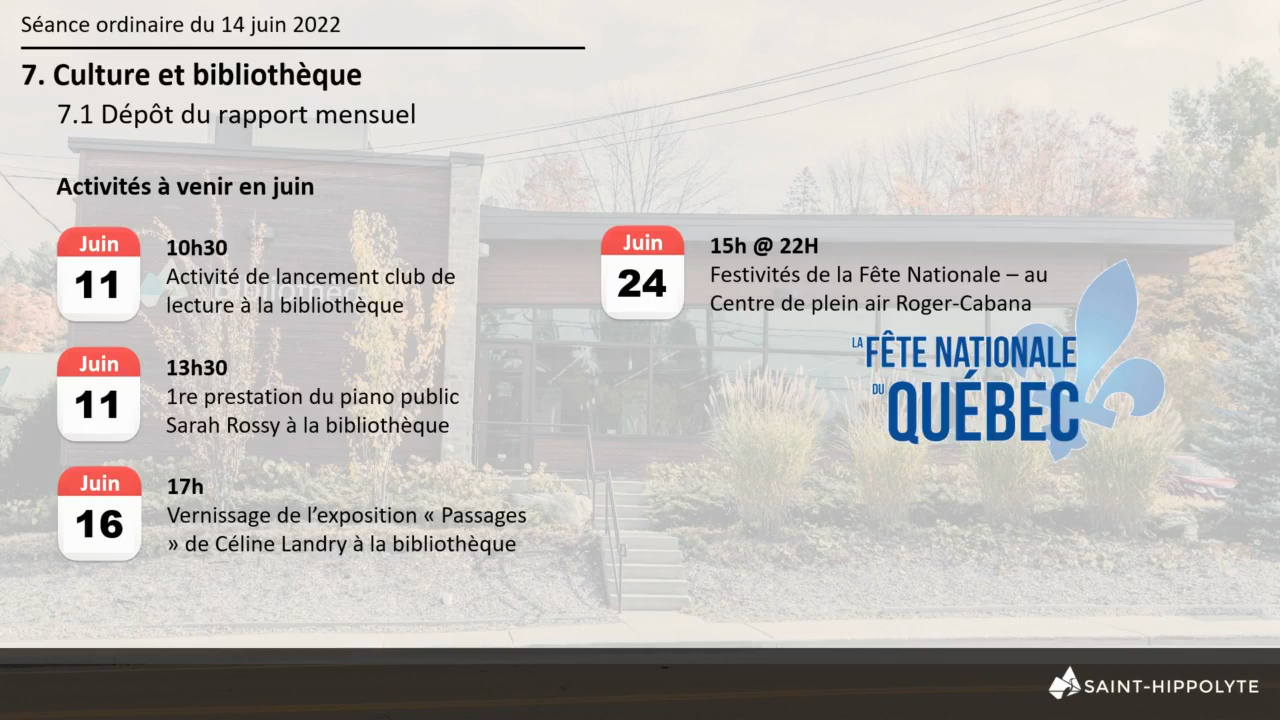 Séance ordinaire du 14 juin 2022
7. Culture et bibliothèque
7.1 Dépôt du rapport mensuel
Activités à venir en juin
Juin
11
10h30
Activité de lancement club de
lecture à la bibliothèque
Juin
11
13h30
1re prestation du piano public
Sarah Rossy à la bibliothèque
Juin
16
17h
Vernissage de l’exposition « Passages
» de Céline Landry à la bibliothèque
Juin
24
15h @ 22H
Festivités de la Fête Nationale – au
Centre de plein air Roger-Cabana
LA FÊTE NATIONALE
DU QUÉBEC
Bibliothèque
SAINT-HIPPOLYTE